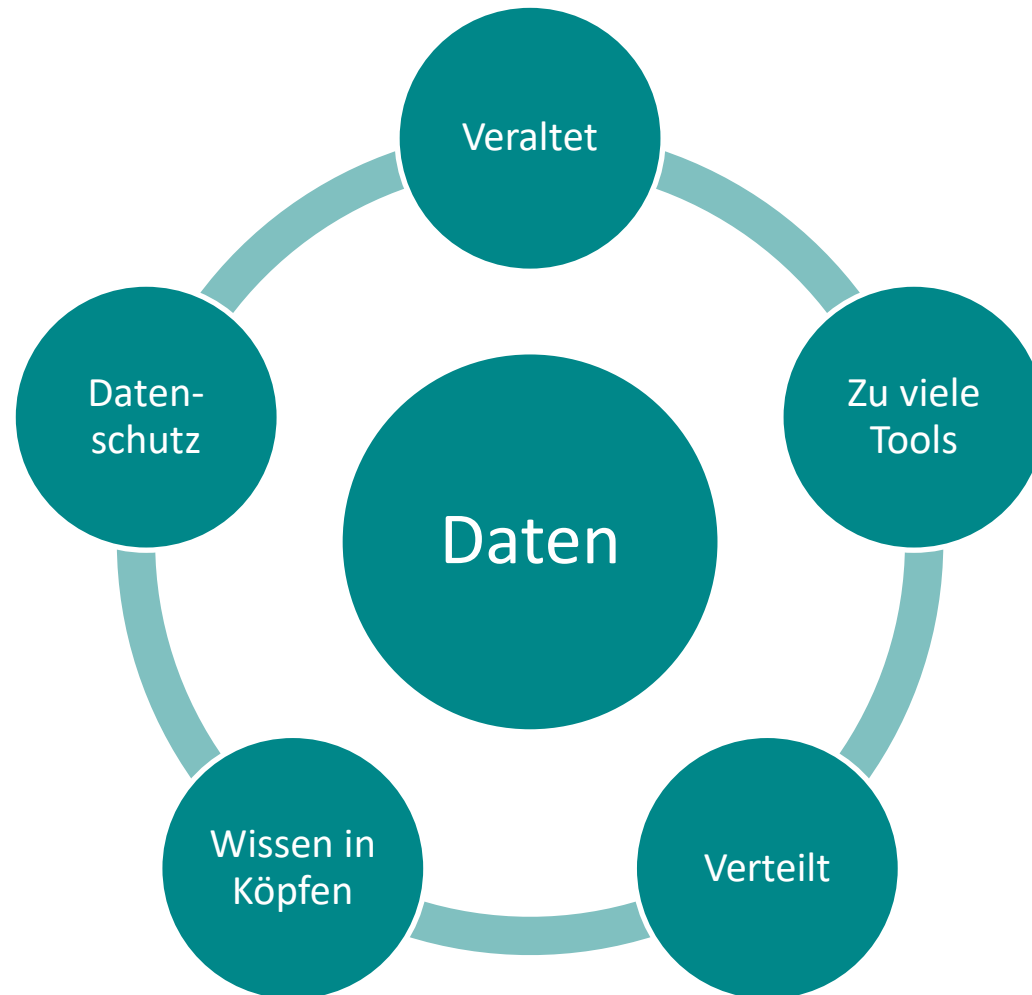 Veraltet
Zu viele
Tools
Verteilt
Wissen in
Köpfen
Daten-
schutz
Daten